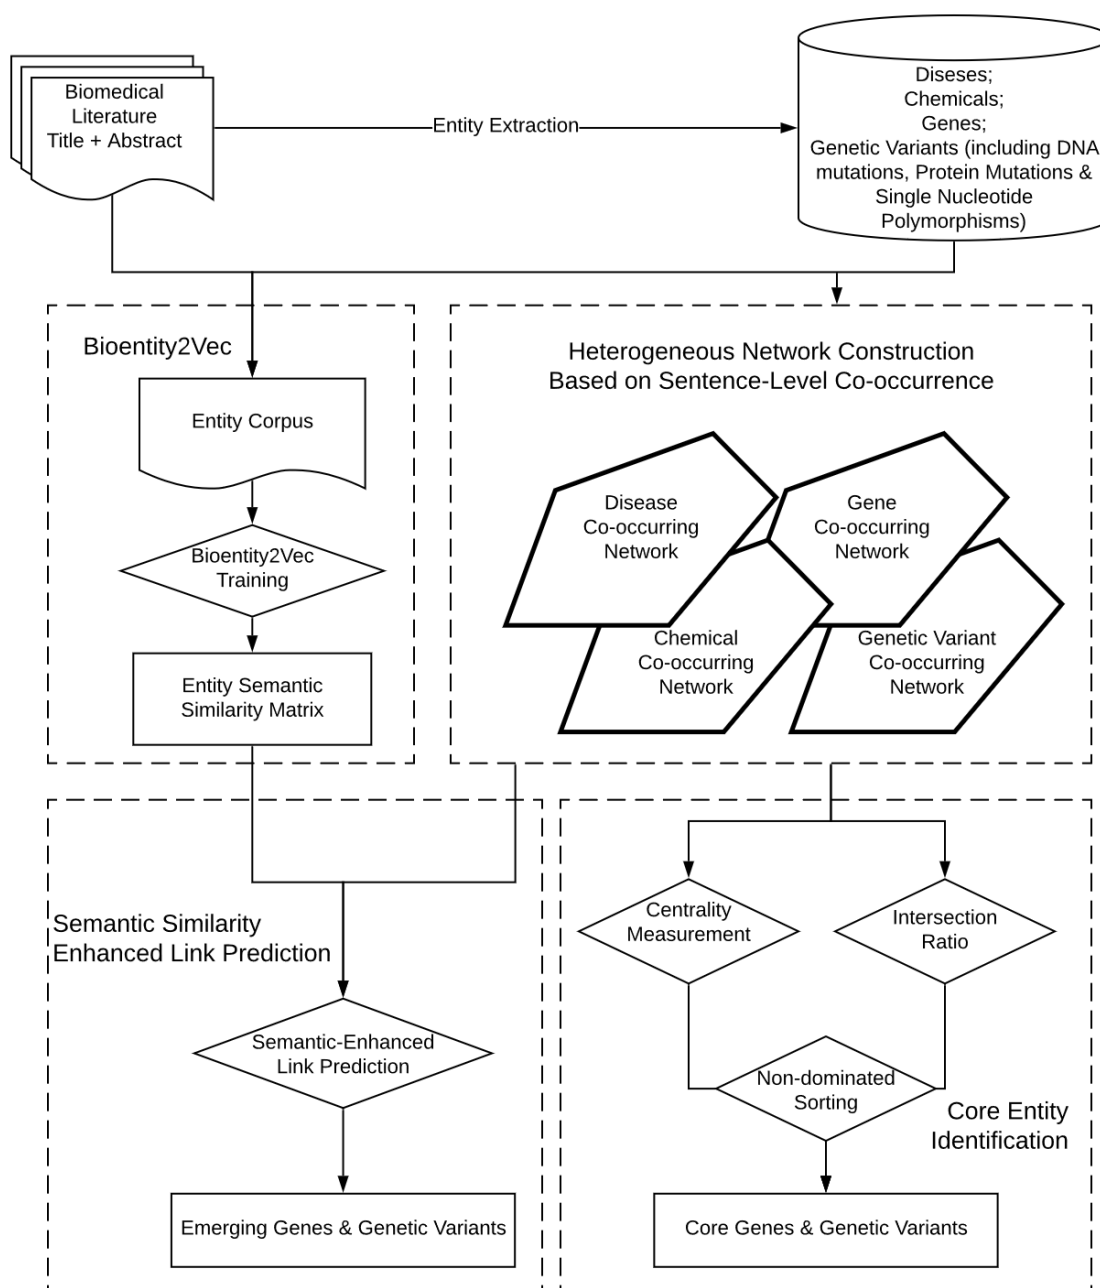 Biomedical
Literature
Title + Abstract
Entity Extraction
Diseses;
Chemicals;
Genes;
Genetic Variants (including DNA
mutations, Protein Mutations &
Single Nucleotide
Polymorphisms)
Bioentity2Vec
Entity Corpus
Bioentity2Vec
Training
Entity Semantic
Similarity Matrix
Heterogeneous Network Construction
Based on Sentence-Level Co-occurrence
Disease
Co-occurring
Network
Gene
Co-occurring
Network
Chemical
Co-occurring
Network
Genetic Variant
Co-occurring
Network
Semantic Similarity
Enhanced Link Prediction
Semantic-Enhanced
Link Prediction
Emerging Genes & Genetic Variants
Centrality
Measurement
Intersection
Ratio
Non-dominated
Sorting
Core Entity
Identification
Core Genes & Genetic Variants